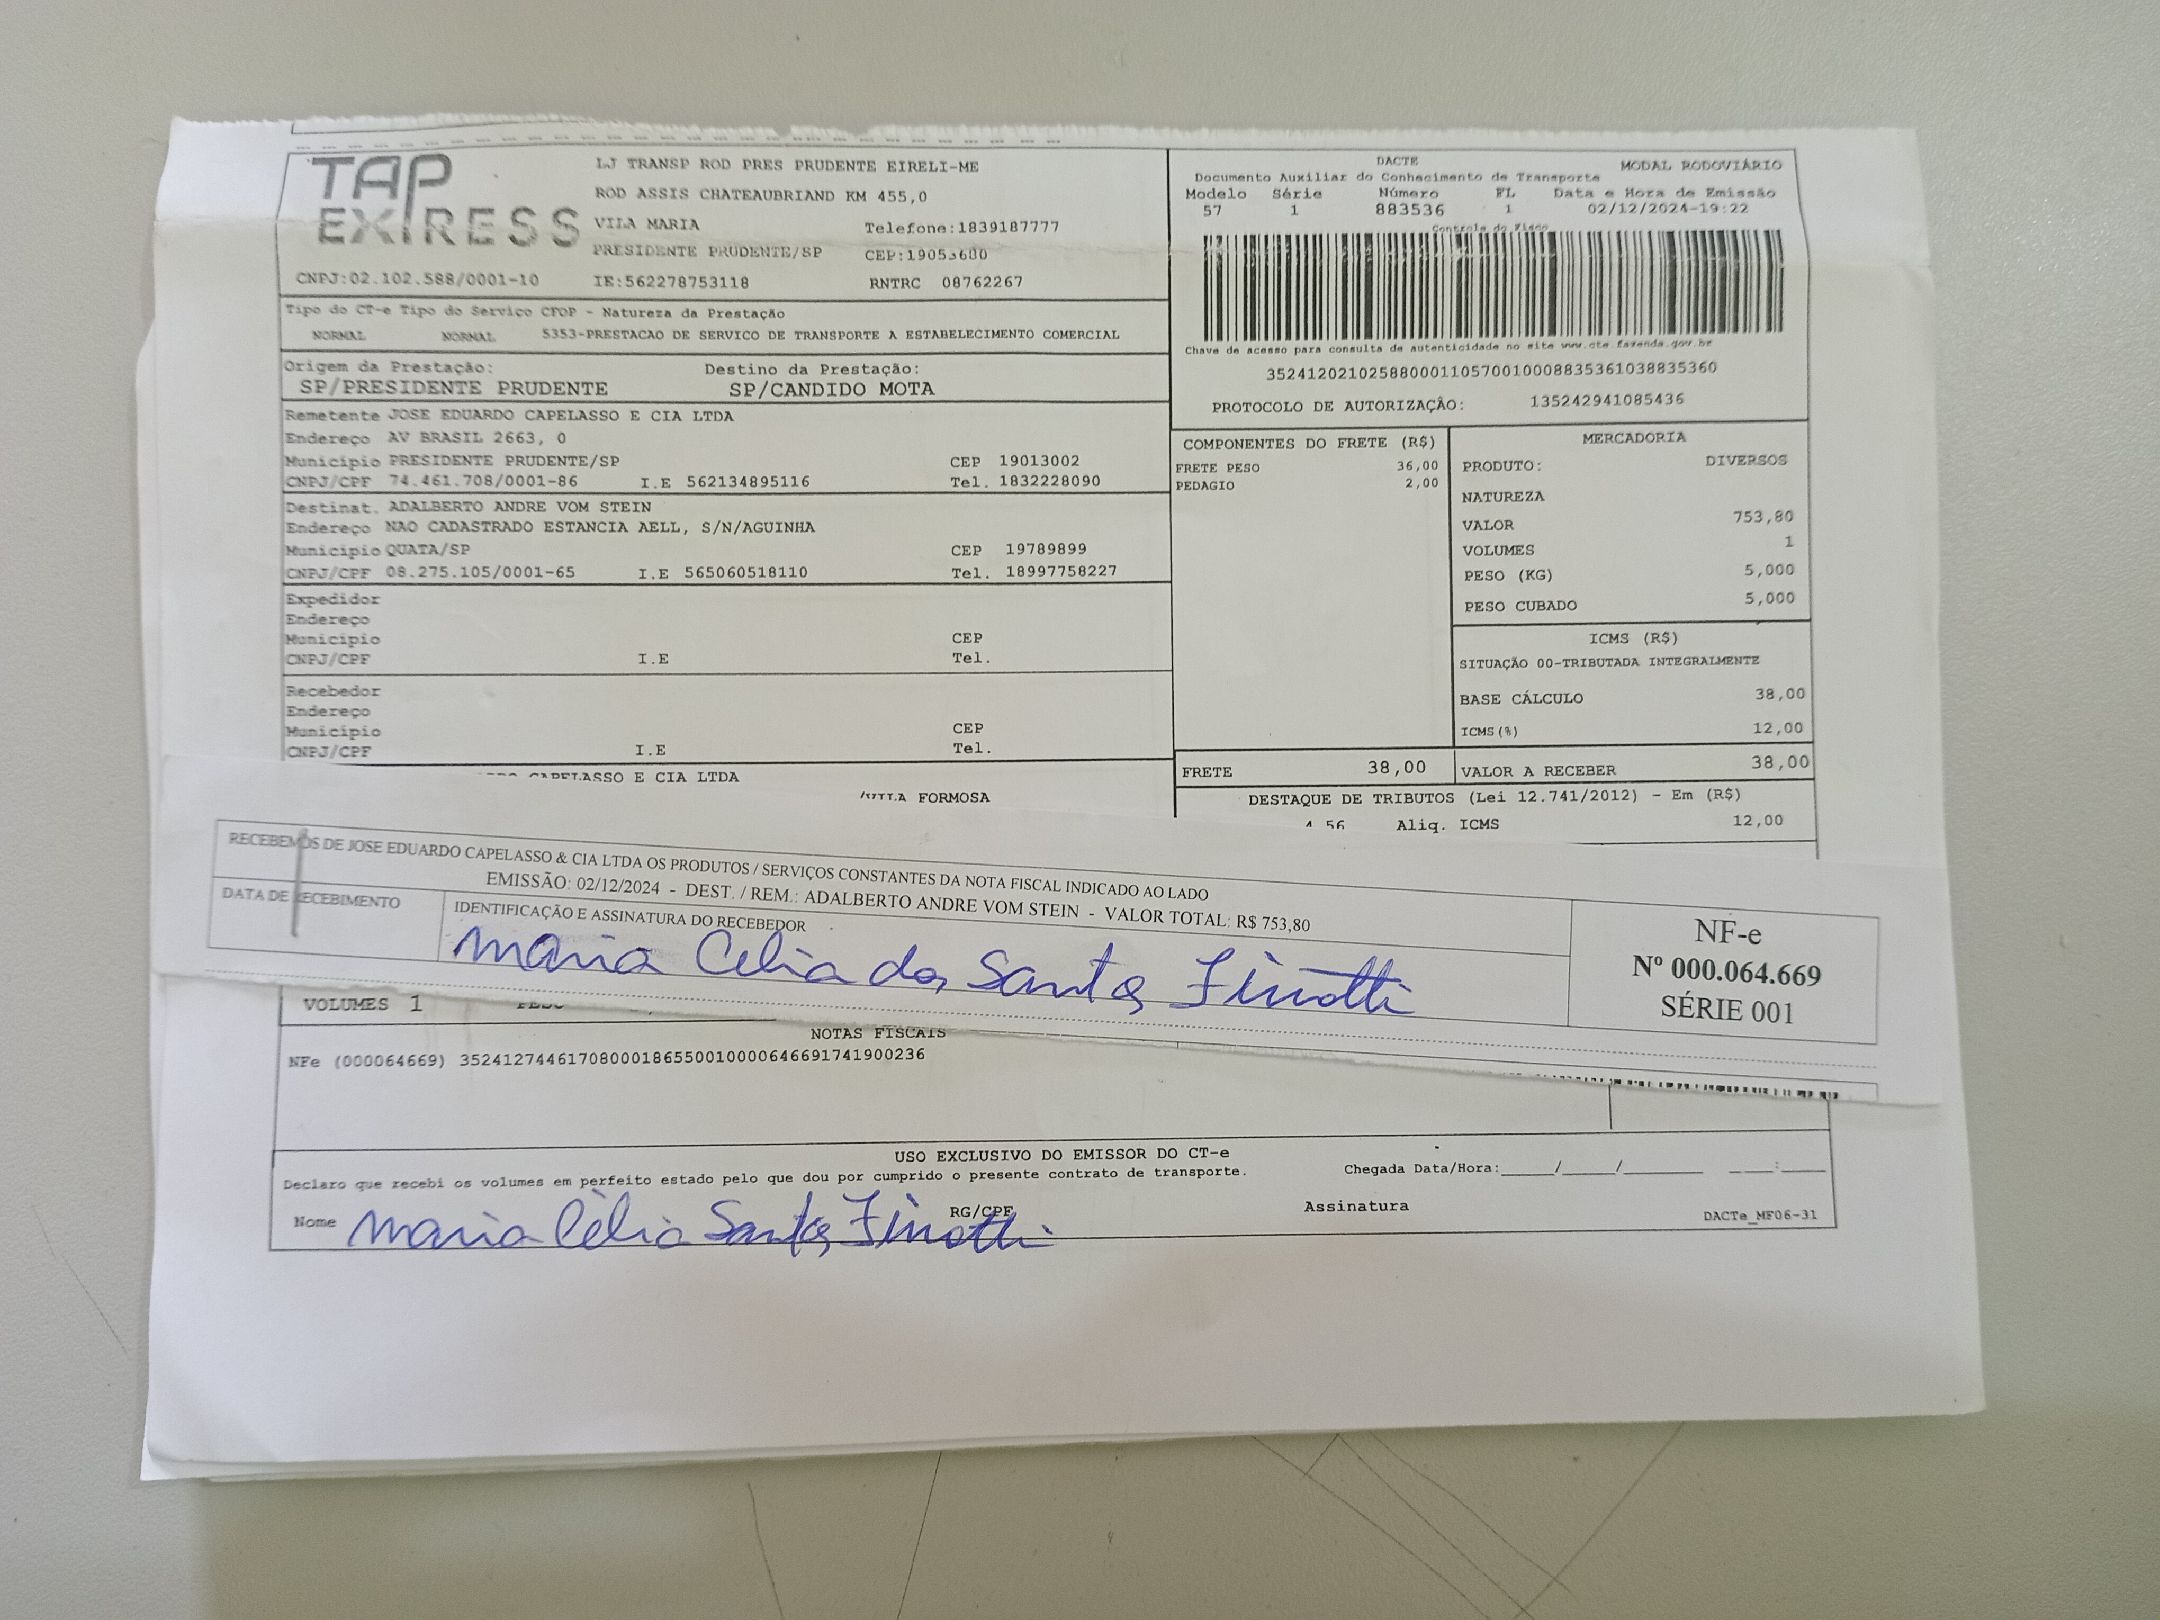 TAP
EXPRESS
LJ TRANSP ROD PRES PRUDENTE EIRELI-ME
ROD ASSIS CHATEAUBRIAND KM 455,0
VILA MARIA Telefone:1839187777
PRESIDENTE PRUDENTE/SP CEP:19053680
CNPJ:02.102.588/0001-10 IE:562278753118 RNTRC 08762267
DACTE MODAL RODOVIÁRIO
Documento Auxiliar do Conhecimento de Transporte
Modelo Série Número FL Data e Hora de Emissão
57 1 883536 1 02/12/2024-19:22
Controle do Fisco
Chave de acesso para consulta de autenticidade no site www.cte.fazenda.gov.br
35241202102588000110570010008835361038835360
PROTOCOLO DE AUTORIZAÇÂO: 135242941085436
Tipo do CT-e Tipo do Serviço CFOP - Natureza da Prestação
NORMAL NORMAL 5353-PRESTACAO DE SERVICO DE TRANSPORTE A ESTABELECIMENTO COMERCIAL
Origem da Prestação: Destino da Prestação:
SP/PRESIDENTE PRUDENTE SP/CANDIDO MOTA
Remetente JOSE EDUARDO CAPELASSO E CIA LTDA
Endereço AV BRASIL 2663, 0
Município PRESIDENTE PRUDENTE/SP CEP 19013002
CNPJ/CPF 74.461.708/0001-86 I.E 562134895116 Tel. 1832228090
Destinat. ADALBERTO ANDRE VOM STEIN
Endereço NAO CADASTRADO ESTANCIA AELL, S/N/AGUINHA
Município QUATA/SP CEP 19789899
CNPJ/CPF 08.275.105/0001-65 I.E 565060518110 Tel. 18997758227
Expedidor
Endereço
Município CEP
CNPJ/CPF I.E Tel.
Recebedor
Endereço
Município CEP
CNPJ/CPF I.E Tel.
CAPELASSO E CIA LTDA
FORMOSA
COMPONENTES DO FRETE (R$)
FRETE PESO 36,00
PEDAGIO 2,00
MERCADORIA
PRODUTO: DIVERSOS
NATUREZA
VALOR 753,80
VOLUMES 1
PESO (KG) 5,000
PESO CUBADO 5,000
ICMS (R$)
SITUAÇÃO 00-TRIBUTADA INTEGRALMENTE
BASE CÁLCULO 38,00
ICMS(%) 12,00
FRETE 38,00 VALOR A RECEBER 38,00
DESTAQUE DE TRIBUTOS (Lei 12.741/2012) - Em (R$)
4,56 Aliq. ICMS 12,00
RECEBEMOS DE JOSE EDUARDO CAPELASSO & CIA LTDA OS PRODUTOS / SERVIÇOS CONSTANTES DA NOTA FISCAL INDICADO AO LADO
EMISSÃO: 02/12/2024 - DEST. / REM.: ADALBERTO ANDRE VOM STEIN - VALOR TOTAL: R$ 753,80
DATA DE RECEBIMENTO IDENTIFICAÇÃO E ASSINATURA DO RECEBEDOR
Maria Celia dos Santos Finotti
NF-e
Nº 000.064.669
SÉRIE 001
VOLUMES 1
NOTAS FISCAIS
NFe (000064669) 35241274461708000186550010000646691741900236
USO EXCLUSIVO DO EMISSOR DO CT-e
Declaro que recebi os volumes em perfeito estado pelo que dou por cumprido o presente contrato de transporte. Chegada Data/Hora:____/____/______ ____:____
Nome Maria Célia Santos Finotti RG/CPF Assinatura DACTe_MF06-31